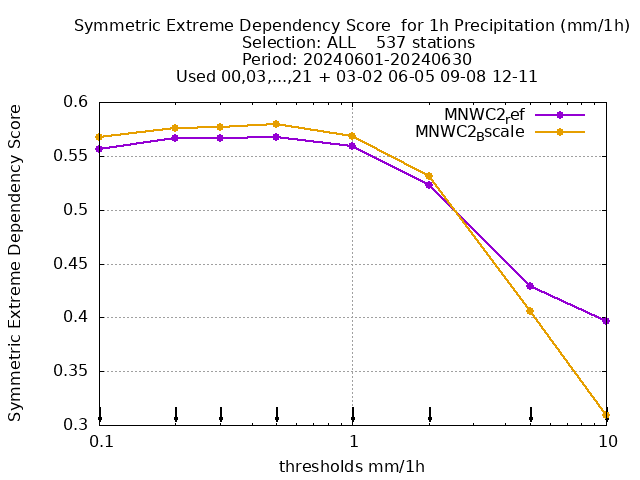 Symmetric Extreme Dependency Score  for 1h Precipitation (mm/1h)
Selection: ALL    537 stations
Period: 20240601-20240630
Used 00,03,...,21 + 03-02 06-05 09-08 12-11
MNWC2ref
MNWC2Bscale
Symmetric Extreme Dependency Score
0.6
0.55
0.5
0.45
0.4
0.35
0.3
0.1
1
10
thresholds mm/1h